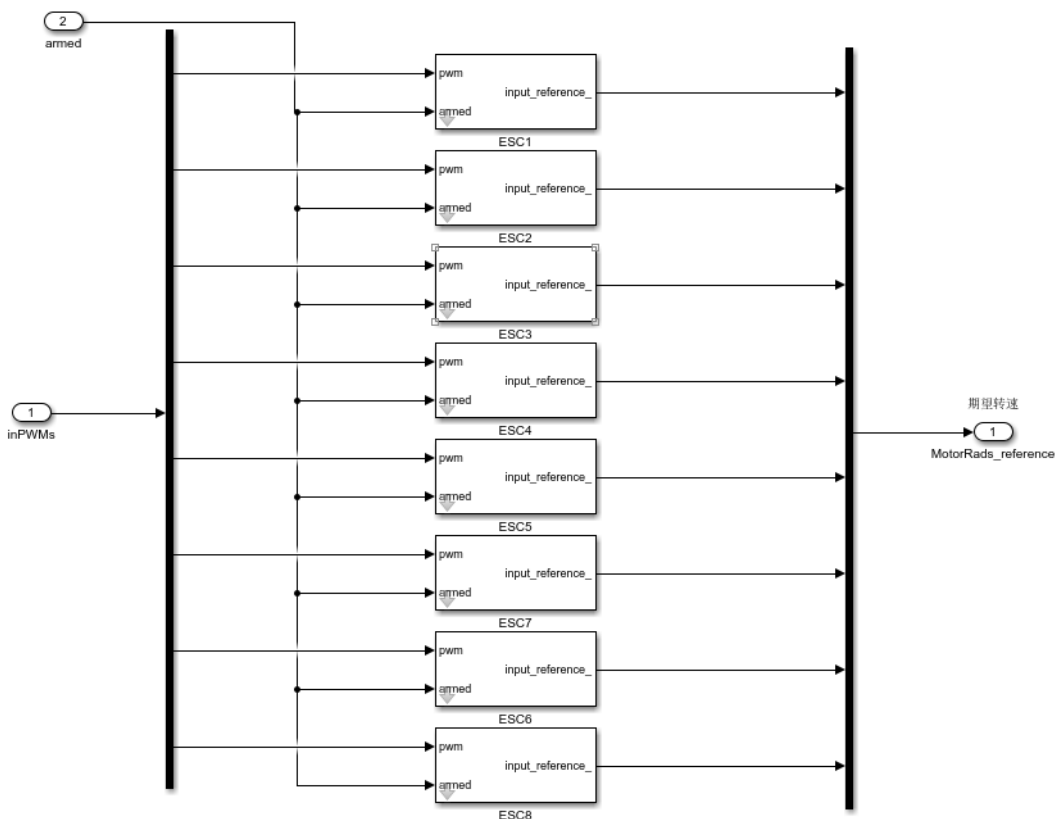 2
armed
pwm
input_reference_
armed
ESC1
pwm
input_reference_
armed
ESC2
pwm
input_reference_
armed
ESC3
pwm
input_reference_
armed
ESC4
pwm
input_reference_
armed
ESC5
pwm
input_reference_
armed
ESC7
pwm
input_reference_
armed
ESC6
pwm
input_reference_
armed
ESC8
1
inPWMs
期望转速
1
MotorRads_reference